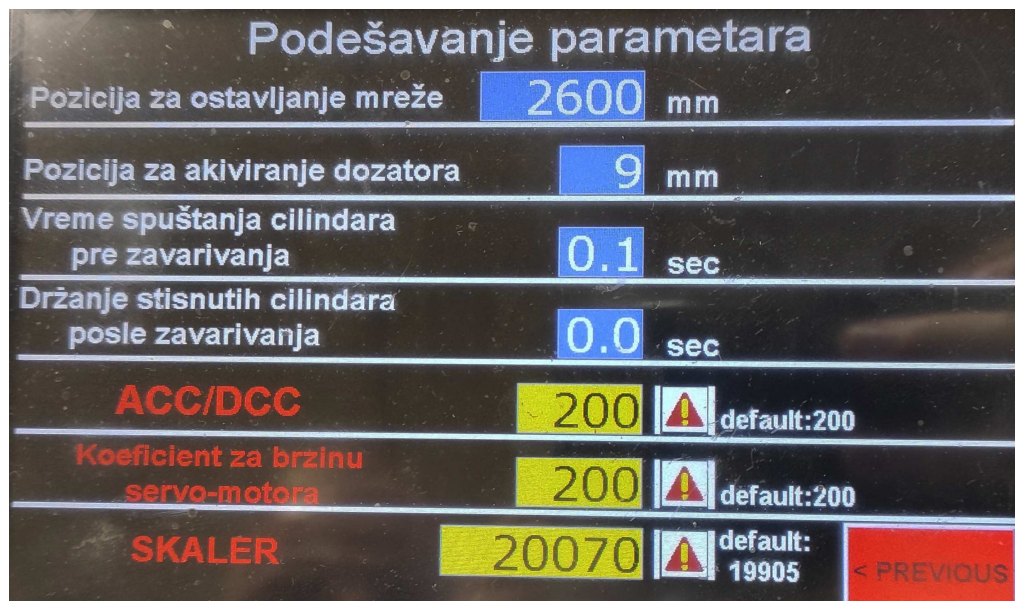 Podešavanje parametara
Pozicija za ostavljanje mreže 2600 mm
Pozicija za akiviranje dozatora 9 mm
Vreme spuštanja cilindara
pre zavarivanja 0.1 sec
Držanje stisnutih cilindara
posle zavarivanja 0.0 sec
ACC/DCC 200 default:200
Koeficient za brzinu
servo-motora 200 default:200
SKALER 20070 default:
19905
< PREVIOUS